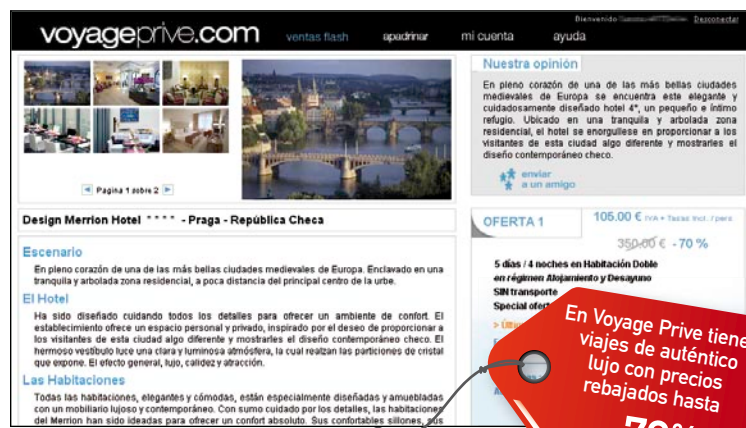 Bienvenido
Desconectar
voyageprivé.com
ventas flash
apadrinar
mi cuenta
ayuda
Pagina 1 sobre 2
Design Merrion Hotel **** - Praga - República Checa
Escenario
En pleno corazón de una de las más bellas ciudades medievales de Europa. Enclavado en una
tranquila y arbolada zona residencial, a poca distancia del principal centro de la urbe.
El Hotel
Ha sido diseñado cuidando todos los detalles para ofrecer un ambiente de confort. El
establecimiento ofrece un espacio personal y privado, inspirado por el deseo de proporcionar a
los visitantes de esta ciudad algo diferente y mostrarles el diseño contemporáneo checo. El
hermoso vestíbulo luce una clara y luminosa atmósfera, la cual realzan las particiones de cristal
que expone. El efecto general, lujo, calidez y atracción.
Las Habitaciones
Todas las habitaciones, elegantes y cómodas, están especialmente diseñadas y amuebladas
con un mobiliario lujoso y contemporáneo. Con sumo cuidado por los detalles, las habitaciones
del Merrion han sido ideadas para ofrecer un confort absoluto. Sus confortables sillones, sus
Nuestra opinión
En pleno corazón de una de las más bellas ciudades
medievales de Europa se encuentra este elegante y
cuidadosamente diseñado hotel 4*, un pequeño e íntimo
refugio. Ubicado en una tranquila y arbolada zona
residencial, el hotel se enorgullese en proporcionar a los
visitantes de esta ciudad algo diferente y mostrarles el
diseño contemporáneo checo.
enviar
a un amigo
OFERTA 1
105.00 € IVA + Tasas Incl. / pers
350.00 € - 70 %
5 días / 4 noches en Habitación Doble
en régimen Alojamiento y Desayuno
SIN transporte
Special
En Voyage Prive tiene
viajes de auténtico
lujo con precios
rebajados hasta
70%